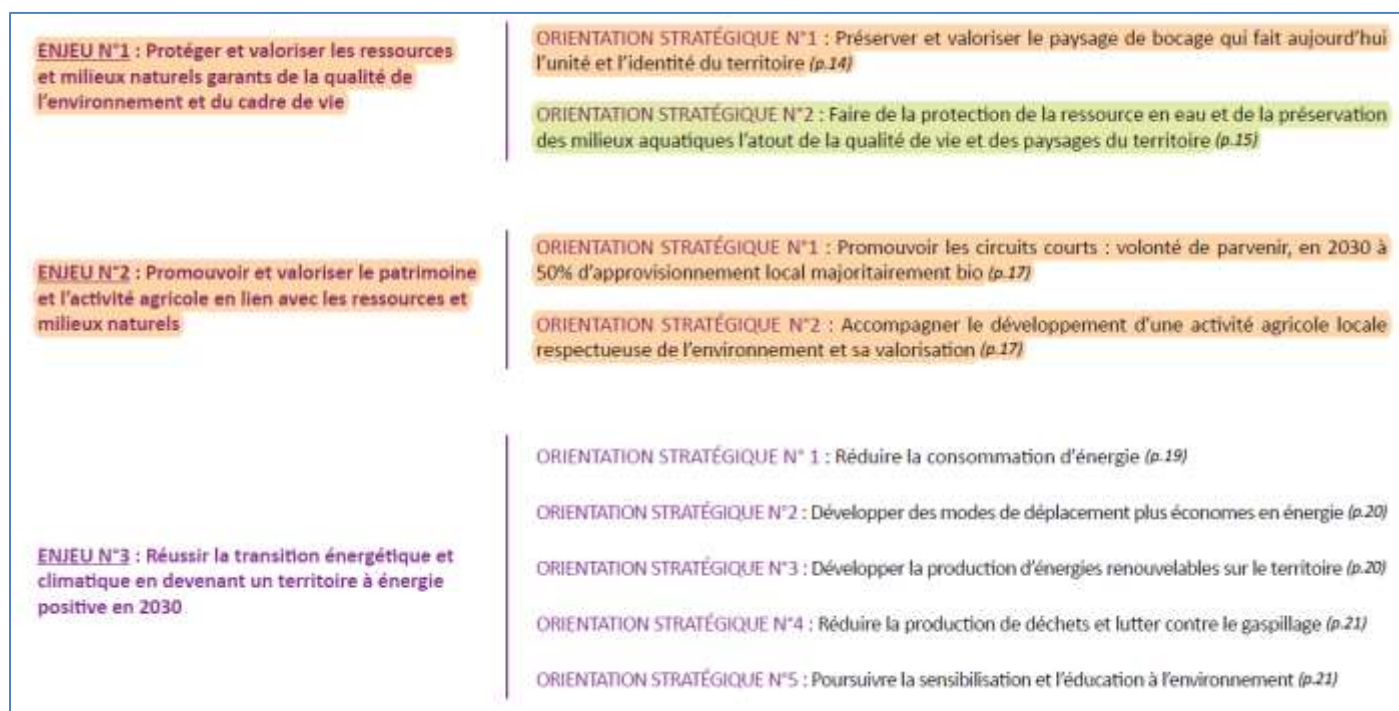 ENJEU N°1 : Protéger et valoriser les ressources
et milieux naturels garants de la qualité de
l'environnement et du cadre de vie
ORIENTATION STRATÉGIQUE N°1 : Préserver et valoriser le paysage de bocage qui fait aujourd'hui
l'unité et l'identité du territoire (p.14)
ORIENTATION STRATÉGIQUE N°2 : Faire de la protection de la ressource en eau et de la préservation
des milieux aquatiques l'atout de la qualité de vie et des paysages du territoire (p.15)
ENJEU N°2 : Promouvoir et valoriser le patrimoine
et l'activité agricole en lien avec les ressources et
milieux naturels
ORIENTATION STRATÉGIQUE N°1 : Promouvoir les circuits courts : volonté de parvenir, en 2030 à
50% d'approvisionnement local majoritairement bio (p.17)
ORIENTATION STRATÉGIQUE N°2 : Accompagner le développement d'une activité agricole locale
respectueuse de l'environnement et sa valorisation (p.17)
ENJEU N°3 : Réussir la transition énergétique et
climatique en devenant un territoire à énergie
positive en 2030
ORIENTATION STRATÉGIQUE N° 1 : Réduire la consommation d'énergie (p.19)
ORIENTATION STRATÉGIQUE N°2 : Développer des modes de déplacement plus économes en énergie (p.20)
ORIENTATION STRATÉGIQUE N°3 : Développer la production d'énergies renouvelables sur le territoire (p.20)
ORIENTATION STRATÉGIQUE N°4 : Réduire la production de déchets et lutter contre le gaspillage (p.21)
ORIENTATION STRATÉGIQUE N°5 : Poursuivre la sensibilisation et l'éducation à l'environnement (p.21)